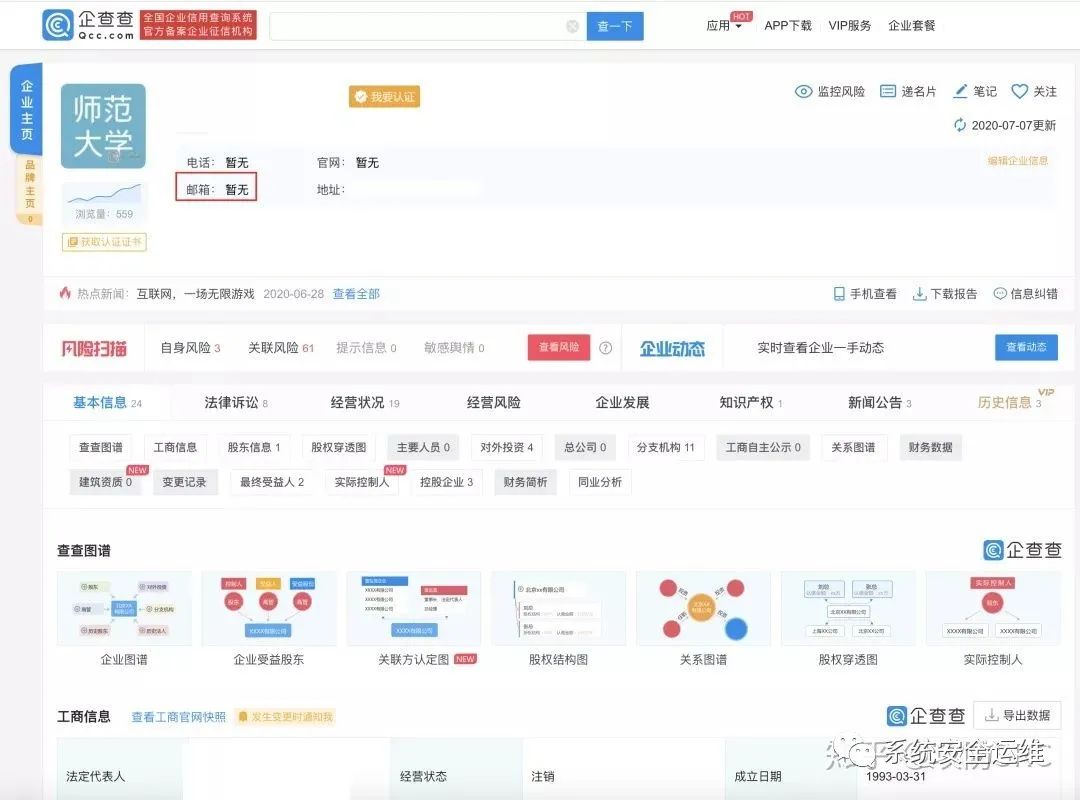 企查查
Qcc.com
全国企业信用查询系统
官方备案企业征信机构
查一下
应用
HOT
APP下载
VIP服务
企业套餐
企业主页
品牌主页
0
师范
大学
我要认证
监控风险
递名片
笔记
关注
2020-07-07更新
电话： 暂无
官网： 暂无
编辑企业信息
邮箱： 暂无
地址：
浏览量：559
获取认证证书
热点新闻： 互联网，一场无限游戏 2020-06-28 查看全部
手机查看
下载报告
信息纠错
风险扫描
自身风险 3
关联风险 61
提示信息 0
敏感舆情 0
查看风险
?
企业动态
实时查看企业一手动态
查看动态
基本信息 24
法律诉讼 8
经营状况 19
经营风险
企业发展
知识产权 1
新闻公告 3
历史信息 3
VIP
查查图谱
工商信息
股东信息 1
股权穿透图
主要人员 0
对外投资 4
总公司 0
分支机构 11
工商自主公示 0
关系图谱
财务数据
建筑资质 0
NEW
变更记录
最终受益人 2
实际控制人
NEW
控股企业 3
财务简析
同业分析
查查图谱
企查查
企业图谱
企业受益股东
关联方认定图 NEW
股权结构图
关系图谱
股权穿透图
实际控制人
工商信息
查看工商官网快照
发生变更时通知我
企查查
导出数据
系统安全运维
法定代表人
经营状态
注销
成立日期
1993-03-31